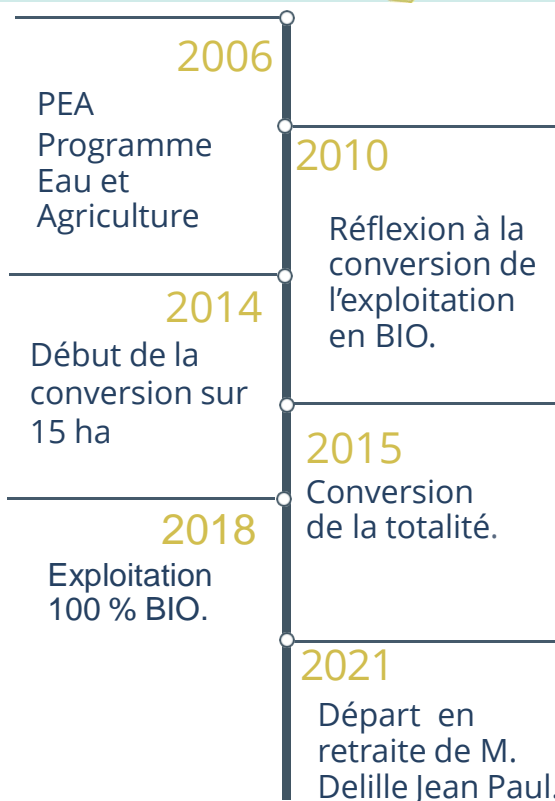 2006
PEA
Programme
Eau et
Agriculture
2010
Réflexion à la
conversion de
l'exploitation
en BIO.
2014
Début de la
conversion sur
15 ha
2015
Conversion
de la totalité.
2018
Exploitation
100 % BIO.
2021
Départ en
retraite de M.
Delille Jean Paul.